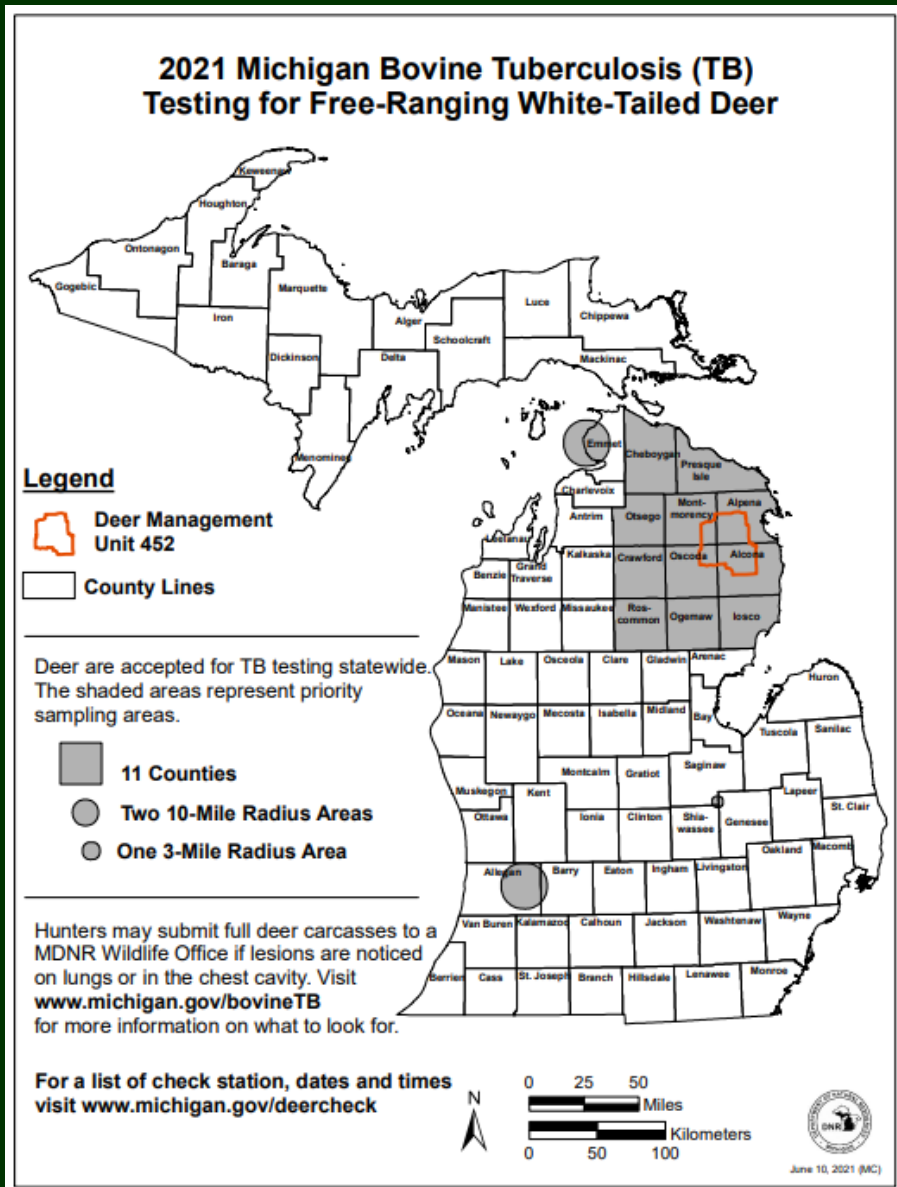 2021 Michigan Bovine Tuberculosis (TB)
Testing for Free-Ranging White-Tailed Deer
Keweenaw
Houghton
Ontonagon
Baraga
Gogebic
Marquette
Iron
Alger
Luce
Chippewa
Schoolcraft
Dickinson
Delta
Mackinac
Menominee
Emmet
Cheboygan
Presque
Isle
Charlevoix
Antrim
Otsego
Mont-
morency
Alpena
Leelanau
Kalkaska
Crawford
Oscoda
Alcona
Benzie
Grand
Traverse
Manistee
Wexford
Missaukee
Ros-
common
Ogemaw
Iosco
Mason
Lake
Osceola
Clare
Gladwin
Arenac
Huron
Oceana
Newaygo
Mecosta
Isabella
Midland
Bay
Tuscola
Sanilac
Saginaw
Montcalm
Gratiot
Muskegon
Kent
Lapeer
St. Clair
Ottawa
Ionia
Clinton
Shia-
wassee
Genesee
Oakland
Macomb
Allegan
Barry
Eaton
Ingham
Livingston
Van Buren
Kalamazoo
Calhoun
Jackson
Washtenaw
Wayne
Berrien
Cass
St. Joseph
Branch
Hillsdale
Lenawee
Monroe
Legend
Deer Management
Unit 452
County Lines
Deer are accepted for TB testing statewide.
The shaded areas represent priority
sampling areas.
11 Counties
Two 10-Mile Radius Areas
One 3-Mile Radius Area
Hunters may submit full deer carcasses to a
MDNR Wildlife Office if lesions are noticed
on lungs or in the chest cavity. Visit
www.michigan.gov/bovineTB
for more information on what to look for.
For a list of check station, dates and times
visit www.michigan.gov/deercheck
N
0 25 50
Miles
Kilometers
0 50 100
DNR
June 10, 2021 (MC)